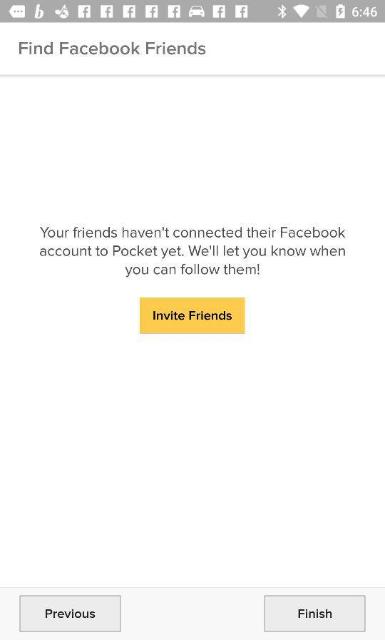 6:46
Find Facebook Friends
Your friends haven't connected their Facebook
account to Pocket yet. We'll let you know when
you can follow them!
Invite Friends
Previous
Finish